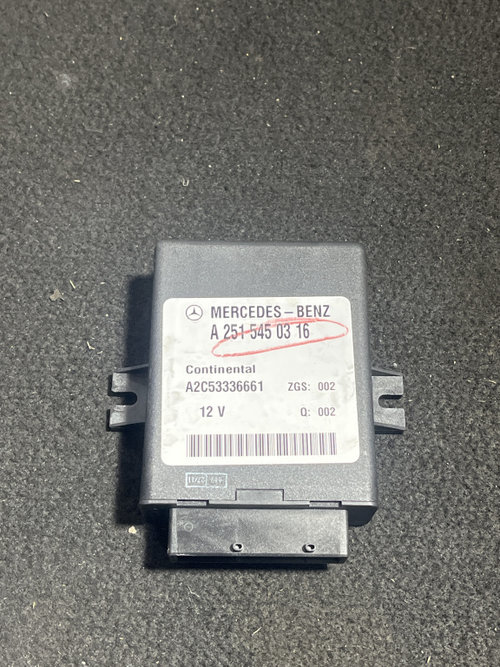 MERCEDES-BENZ
A 251 545 03 16
Continental
A2C53336661 ZGS: 002
12 V Q: 002